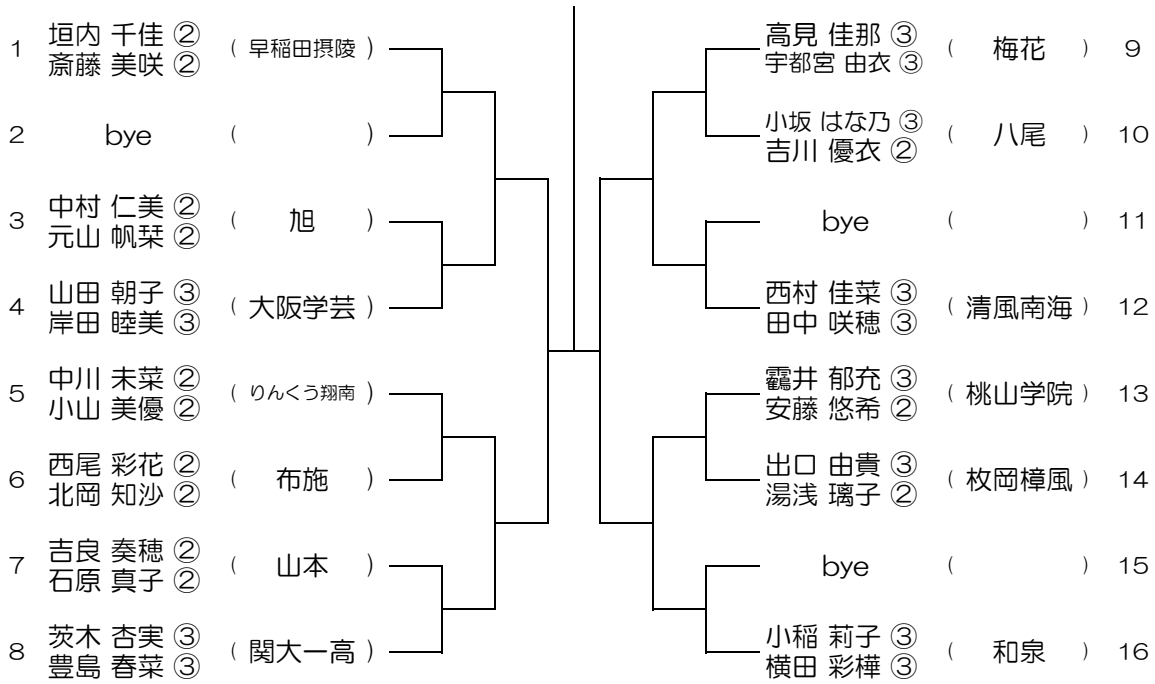 1 垣内 千佳 ② ( 早稲田摂陵 )
斎藤 美咲 ②
2 bye ( )
3 中村 仁美 ② ( 旭 )
元山 帆栞 ②
4 山田 朝子 ③ ( 大阪学芸 )
岸田 睦美 ③
5 中川 未菜 ② ( りんくう翔南 )
小山 美優 ②
6 西尾 彩花 ② ( 布施 )
北岡 知沙 ②
7 吉良 奏穂 ② ( 山本 )
石原 真子 ②
8 茨木 杏実 ③ ( 関大一高 )
豊島 春菜 ③
高見 佳那 ③ ( 梅花 ) 9
宇都宮 由衣 ③
小坂 はな乃 ③ ( 八尾 ) 10
吉川 優衣 ②
bye ( ) 11
西村 佳菜 ③ ( 清風南海 ) 12
田中 咲穂 ③
靍井 郁充 ③ ( 桃山学院 ) 13
安藤 悠希 ②
出口 由貴 ③ ( 枚岡樟風 ) 14
湯浅 璃子 ②
bye ( ) 15
小稲 莉子 ③ ( 和泉 ) 16
横田 彩樺 ③